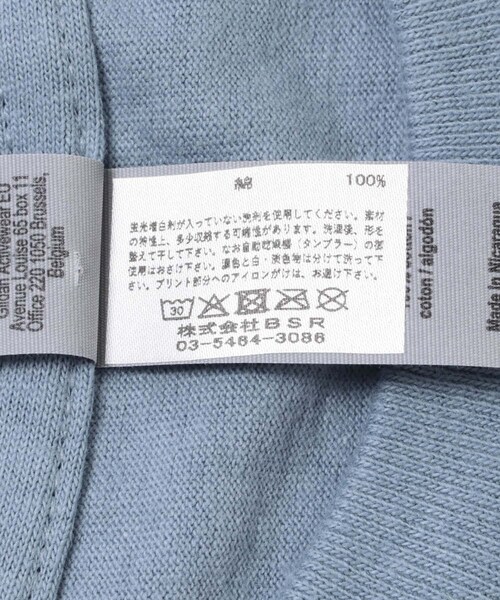 Gildan Activewear EU
Avenue Louise 65 box 11
Office 220 1050 Brussels,
Belgium
綿 100%
蛍光増白剤が入っていない洗剤を使用してください。素材
の特性上、多少収縮する可能性があります。洗濯後、形を
整えて干して下さい。なお自動乾燥機（タンブラー）の御
使用はお避け下さい。濃色と白・淡色物は分けて洗って下
さい。プリント部分へのアイロンがけは、お避け下さい。
30
株式会社BSR
03-5464-3086
100% cotton /
coton / algodón
Made in Nicaragua